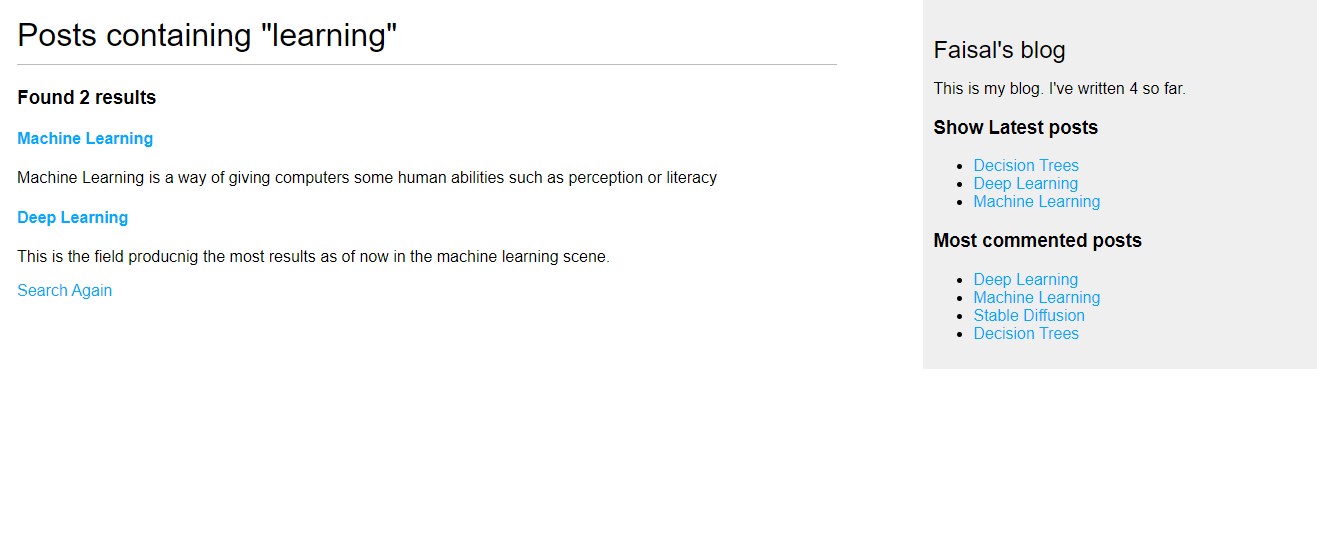 Posts containing "learning"
Found 2 results
Machine Learning
Machine Learning is a way of giving computers some human abilities such as perception or literacy
Deep Learning
This is the field producnig the most results as of now in the machine learning scene.
Search Again
Faisal's blog
This is my blog. I've written 4 so far.
Show Latest posts
Decision Trees
Deep Learning
Machine Learning
Most commented posts
Deep Learning
Machine Learning
Stable Diffusion
Decision Trees